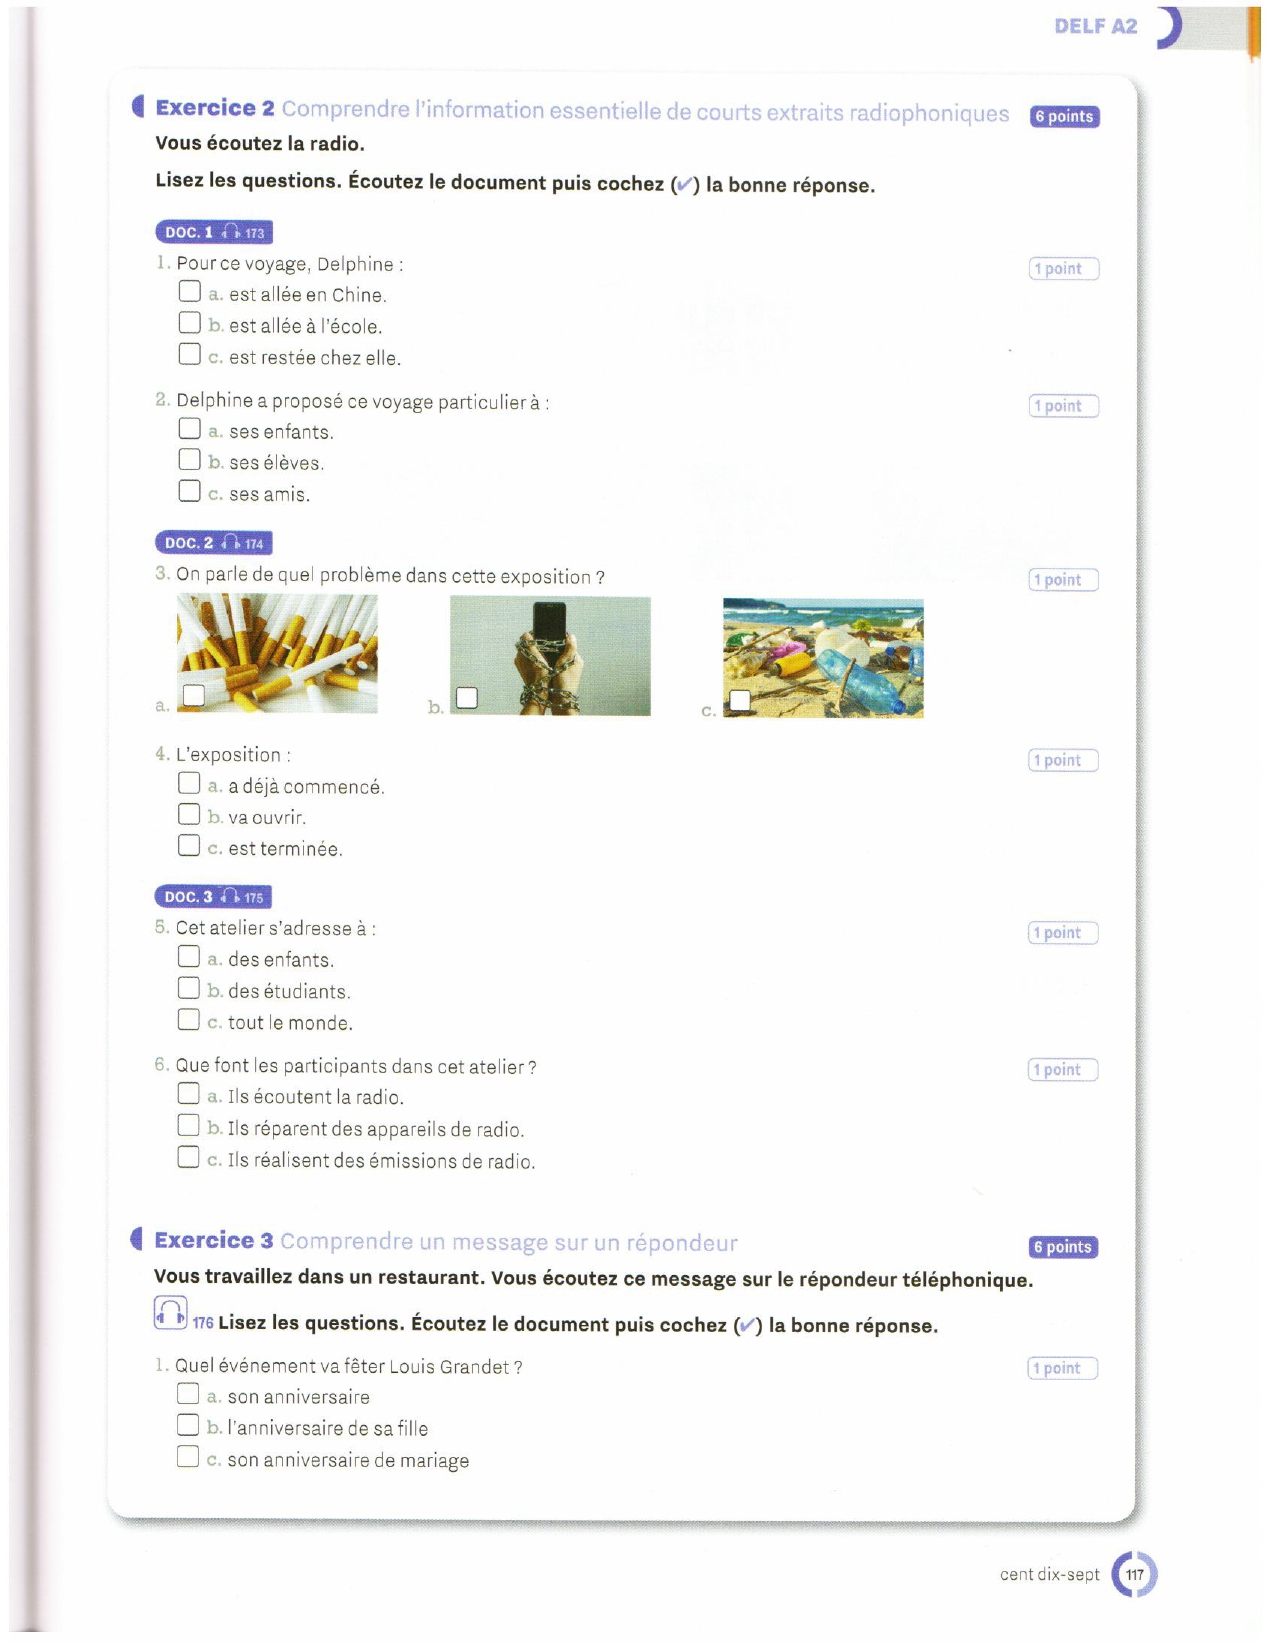 DELF A2
Exercice 2 Comprendre l'information essentielle de courts extraits radiophoniques 6 points
Vous écoutez la radio.
Lisez les questions. Écoutez le document puis cochez (✔) la bonne réponse.
DOC. 1 173
1. Pour ce voyage, Delphine : 1 point
a. est allée en Chine.
b. est allée à l'école.
c. est restée chez elle.
2. Delphine a proposé ce voyage particulier à : 1 point
a. ses enfants.
b. ses élèves.
c. ses amis.
DOC. 2 174
3. On parle de quel problème dans cette exposition ? 1 point
a. b. c.
4. L'exposition : 1 point
a. a déjà commencé.
b. va ouvrir.
c. est terminée.
DOC. 3 175
5. Cet atelier s'adresse à : 1 point
a. des enfants.
b. des étudiants.
c. tout le monde.
6. Que font les participants dans cet atelier ? 1 point
a. Ils écoutent la radio.
b. Ils réparent des appareils de radio.
c. Ils réalisent des émissions de radio.
Exercice 3 Comprendre un message sur un répondeur 6 points
Vous travaillez dans un restaurant. Vous écoutez ce message sur le répondeur téléphonique.
176 Lisez les questions. Écoutez le document puis cochez (✔) la bonne réponse.
1. Quel événement va fêter Louis Grandet ? 1 point
a. son anniversaire
b. l'anniversaire de sa fille
c. son anniversaire de mariage
cent dix-sept 117